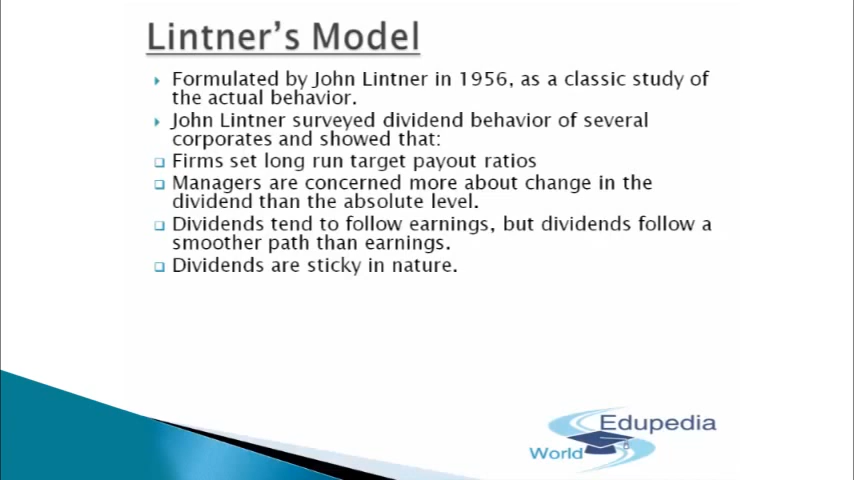 Lintner's Model
Formulated by John Lintner in 1956, as a classic study of
the actual behavior.
John Lintner surveyed dividend behavior of several
corporates and showed that:
Firms set long run target payout ratios
Managers are concerned more about change in the
dividend than the absolute level.
Dividends tend to follow earnings, but dividends follow a
smoother path than earnings.
Dividends are sticky in nature.
Edupedia
World